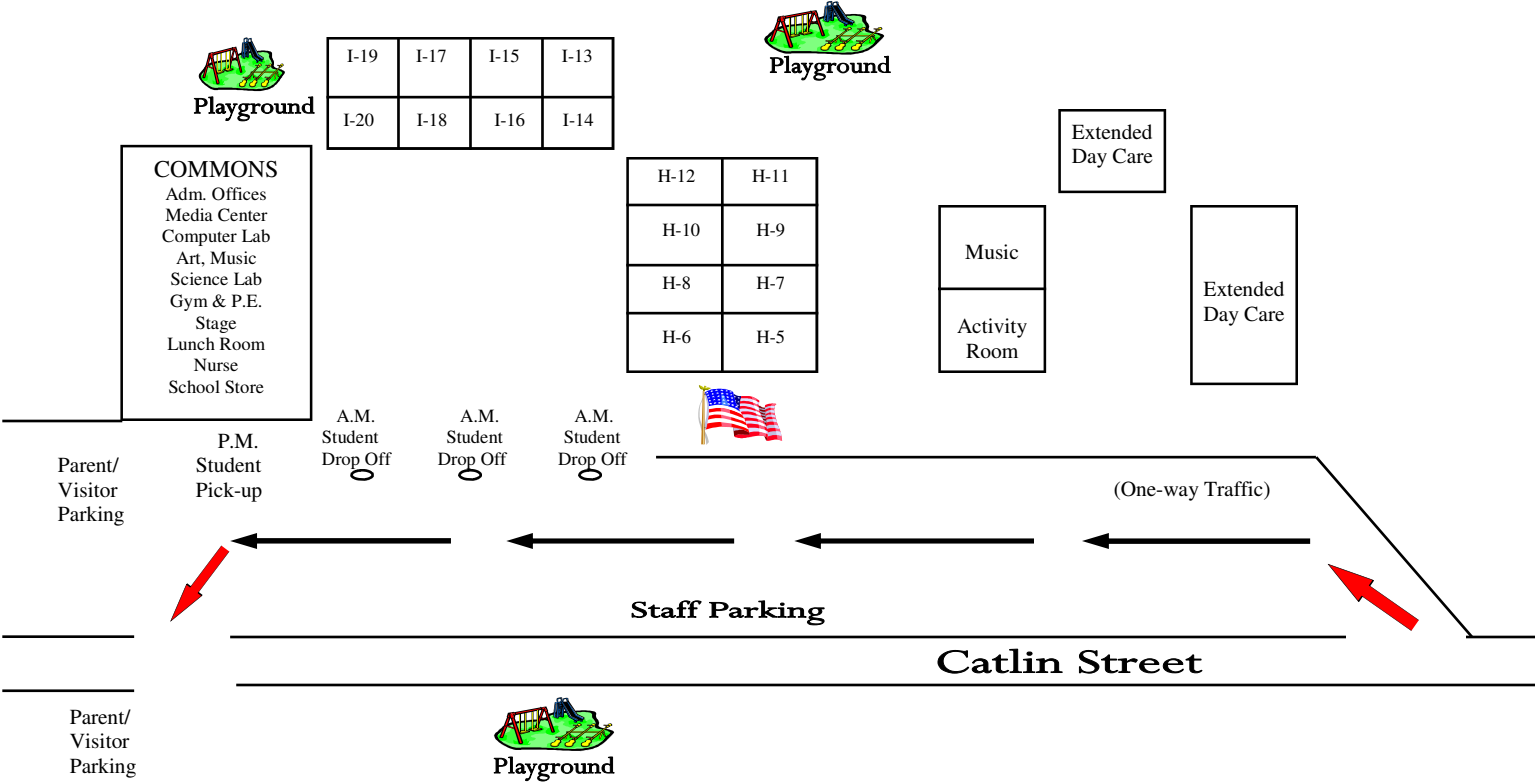 Playground
Playground
I-19 I-17 I-15 I-13
I-20 I-18 I-16 I-14
COMMONS
Adm. Offices
Media Center
Computer Lab
Art, Music
Science Lab
Gym & P.E.
Stage
Lunch Room
Nurse
School Store
H-12 H-11
H-10 H-9
H-8 H-7
H-6 H-5
Extended
Day Care
Music
Activity
Room
Extended
Day Care
Parent/
Visitor
Parking
P.M.
Student
Pick-up
A.M.
Student
Drop Off
A.M.
Student
Drop Off
A.M.
Student
Drop Off
(One-way Traffic)
Staff Parking
Catlin Street
Parent/
Visitor
Parking
Playground